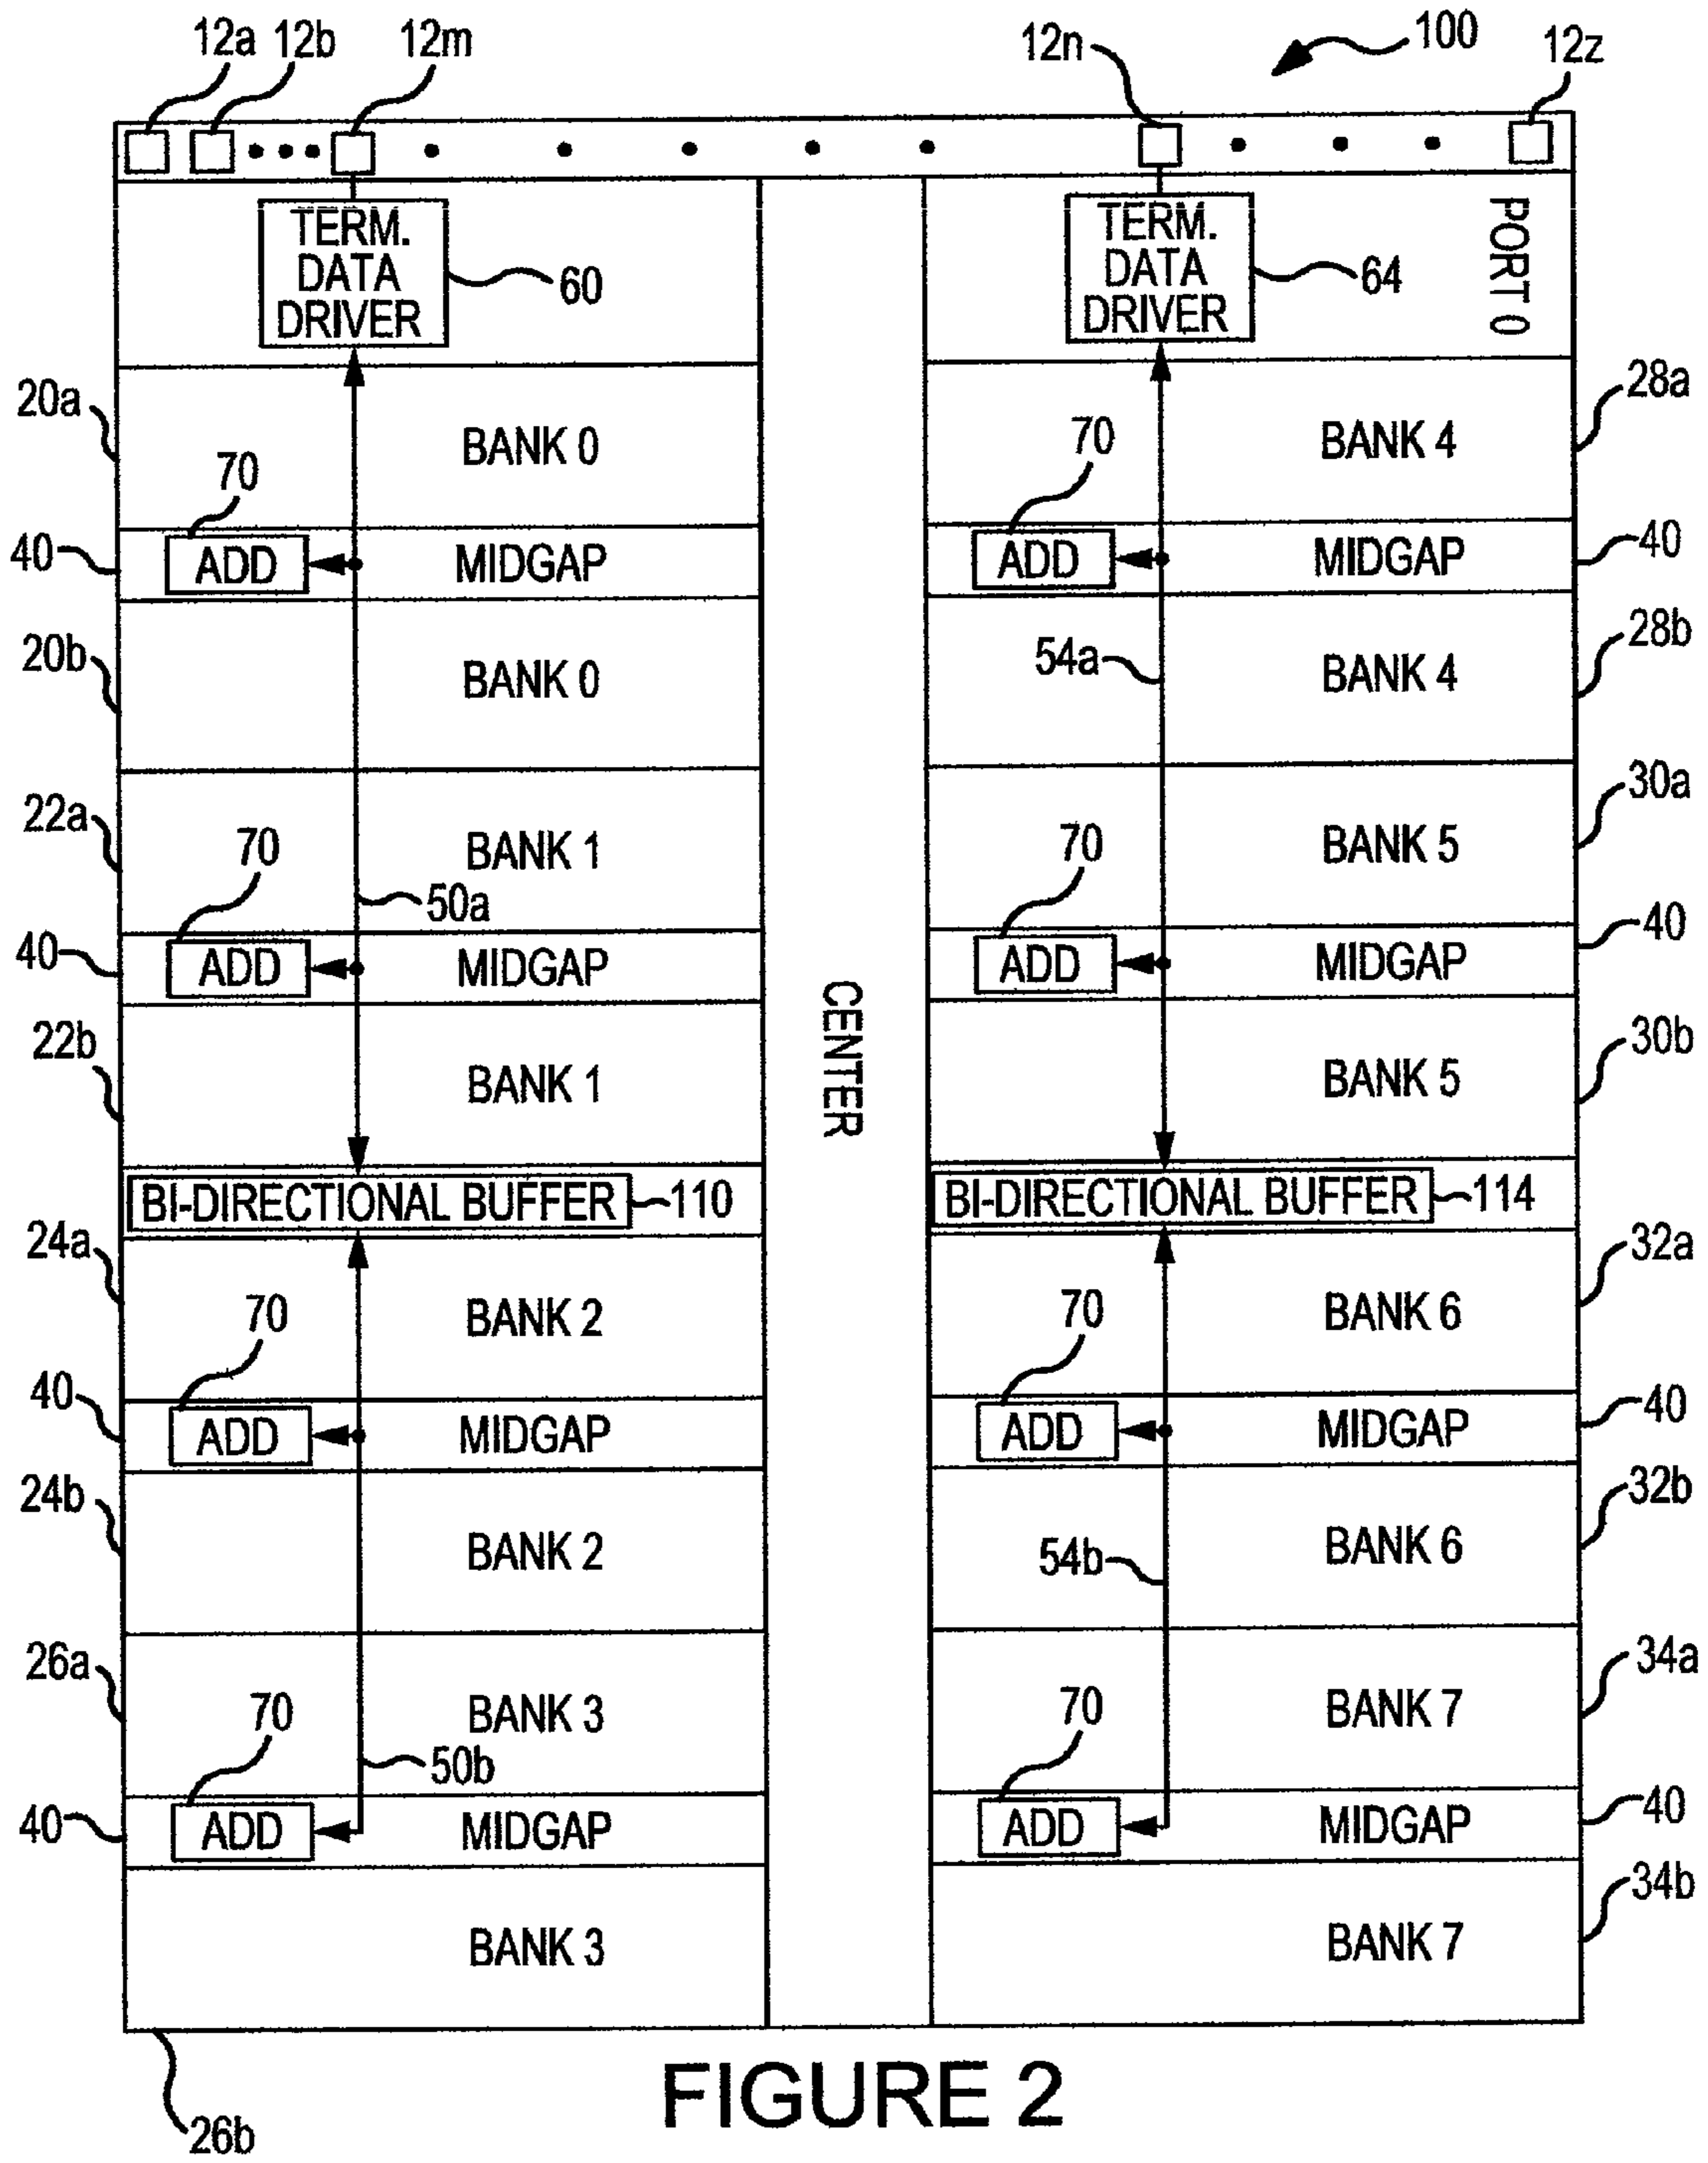 12a 12b 12m 12n 100 12z
TERM.
DATA
DRIVER
60
TERM.
DATA
DRIVER
64
PORT 0
20a
BANK 0
70
BANK 4
28a
70
40
ADD
MIDGAP
ADD
MIDGAP
40
20b
BANK 0
54a
BANK 4
28b
22a
70
BANK 1
50a
70
BANK 5
30a
40
ADD
MIDGAP
CENTER
ADD
MIDGAP
40
22b
BANK 1
BANK 5
30b
BI-DIRECTIONAL BUFFER
110
BI-DIRECTIONAL BUFFER
114
24a
70
BANK 2
70
BANK 6
32a
40
ADD
MIDGAP
ADD
MIDGAP
40
24b
BANK 2
54b
BANK 6
32b
26a
70
BANK 3
50b
70
BANK 7
34a
40
ADD
MIDGAP
ADD
MIDGAP
40
BANK 3
BANK 7
34b
26b
FIGURE 2